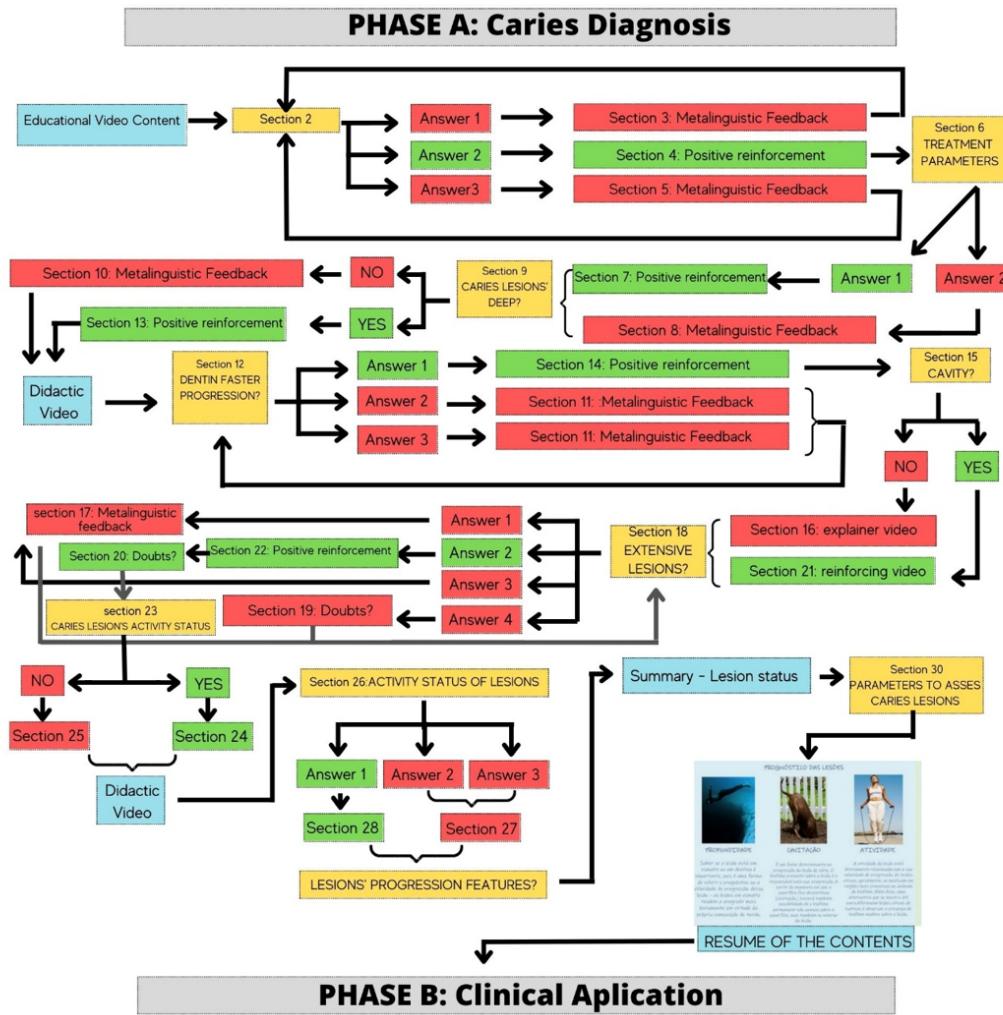 PHASE A: Caries Diagnosis
Educational Video Content
Section 2
Answer 1
Section 3: Metalinguistic Feedback
Answer 2
Section 4: Positive reinforcement
Answer3
Section 5: Metalinguistic Feedback
Section 6
TREATMENT
PARAMETERS
Section 10: Metalinguistic Feedback
NO
Section 9
CARIES LESIONS'
DEEP?
Section 7: Positive reinforcement
Answer 1
Answer 2
Section 13: Positive reinforcement
YES
Section 8: Metalinguistic Feedback
Didactic
Video
Section 12
DENTIN FASTER
PROGRESSION?
Answer 1
Section 14: Positive reinforcement
Answer 2
Section 11: :Metalinguistic Feedback
Answer 3
Section 11: Metalinguistic Feedback
Section 15
CAVITY?
NO
YES
section 17: Metalinguistic
feedback
Answer 1
Section 18
EXTENSIVE
LESIONS?
Section 16: explainer video
Section 20: Doubts?
Section 22: Positive reinforcement
Answer 2
Section 21: reinforcing video
Answer 3
section 23
CARIES LESION'S ACTIVITY STATUS
Section 19: Doubts?
Answer 4
NO
YES
Section 25
Section 24
Didactic
Video
Section 26:ACTIVITY STATUS OF LESIONS
Answer 1
Answer 2
Answer 3
Section 28
Section 27
LESIONS' PROGRESSION FEATURES?
Summary - Lesion status
Section 30
PARAMETERS TO ASSES
CARIES LESIONS
PROGNÓSTICO DAS LESÕES
PROFUNDIDADE
CAVITAÇÃO
ATIVIDADE
RESUME OF THE CONTENTS
PHASE B: Clinical Aplication